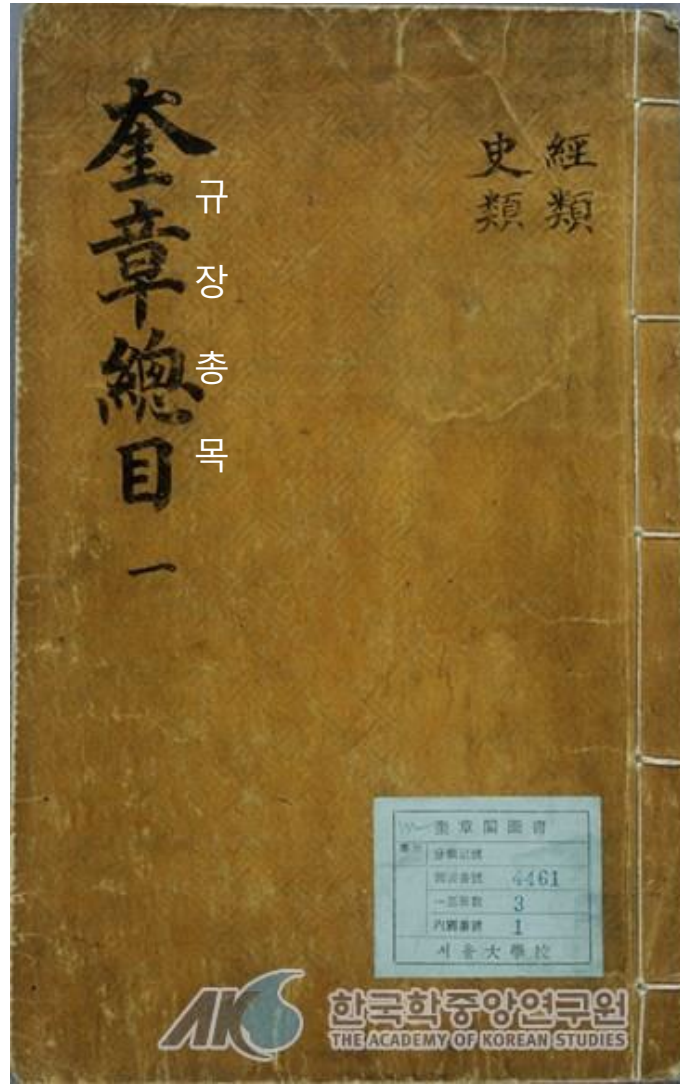 奎章總目 一
규장총목
經類
史類
奎章閣圖書
分類記號
圖書番號 4461
一部冊數 3
內冊番號 1
서울大學校
AKS 한국학중앙연구원
THE ACADEMY OF KOREAN STUDIES